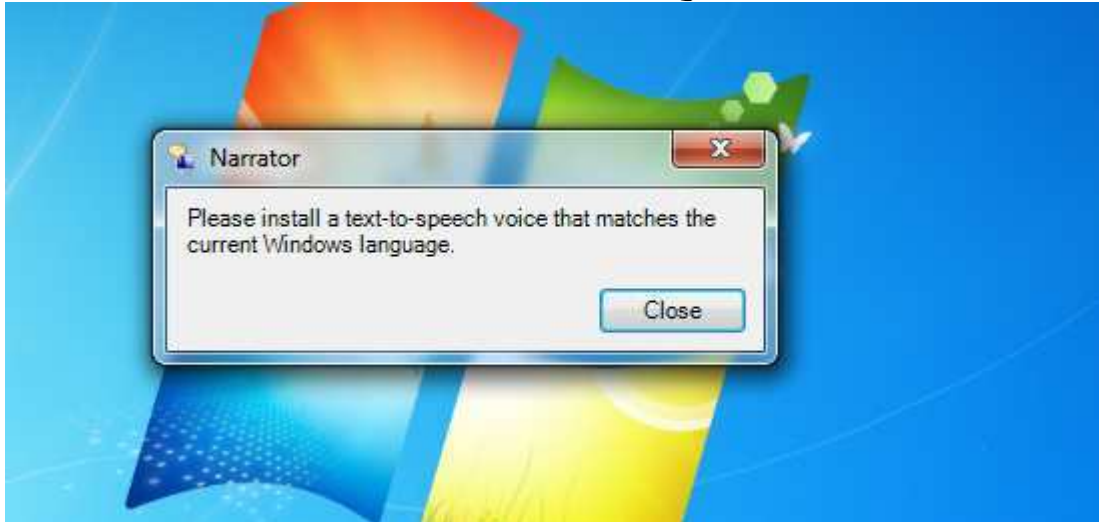 Narrator
Please install a text-to-speech voice that matches the
current Windows language.
Close